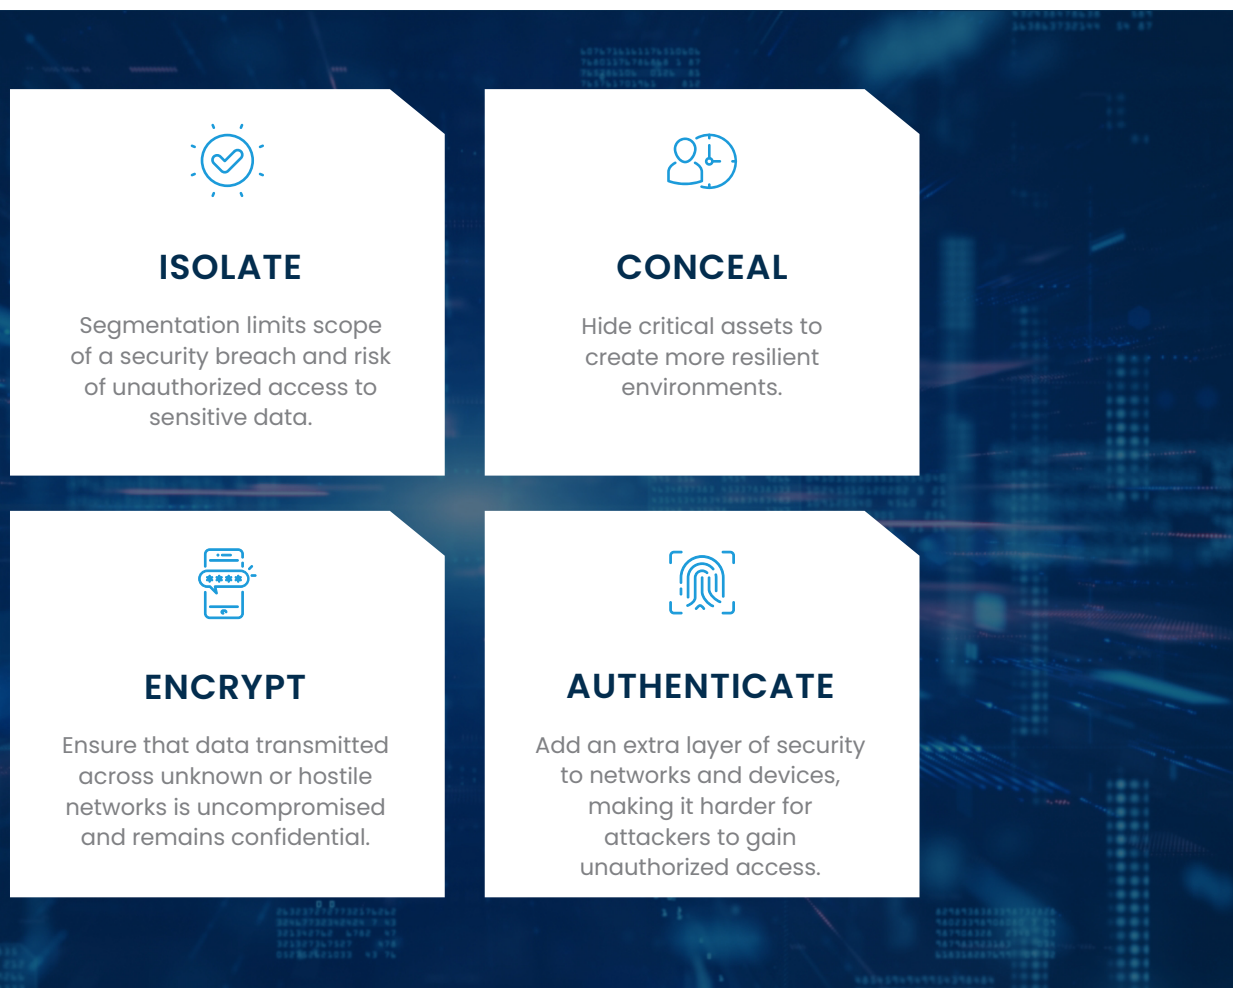 ISOLATE
Segmentation limits scope
of a security breach and risk
of unauthorized access to
sensitive data.
CONCEAL
Hide critical assets to
create more resilient
environments.
ENCRYPT
Ensure that data transmitted
across unknown or hostile
networks is uncompromised
and remains confidential.
AUTHENTICATE
Add an extra layer of security
to networks and devices,
making it harder for
attackers to gain
unauthorized access.